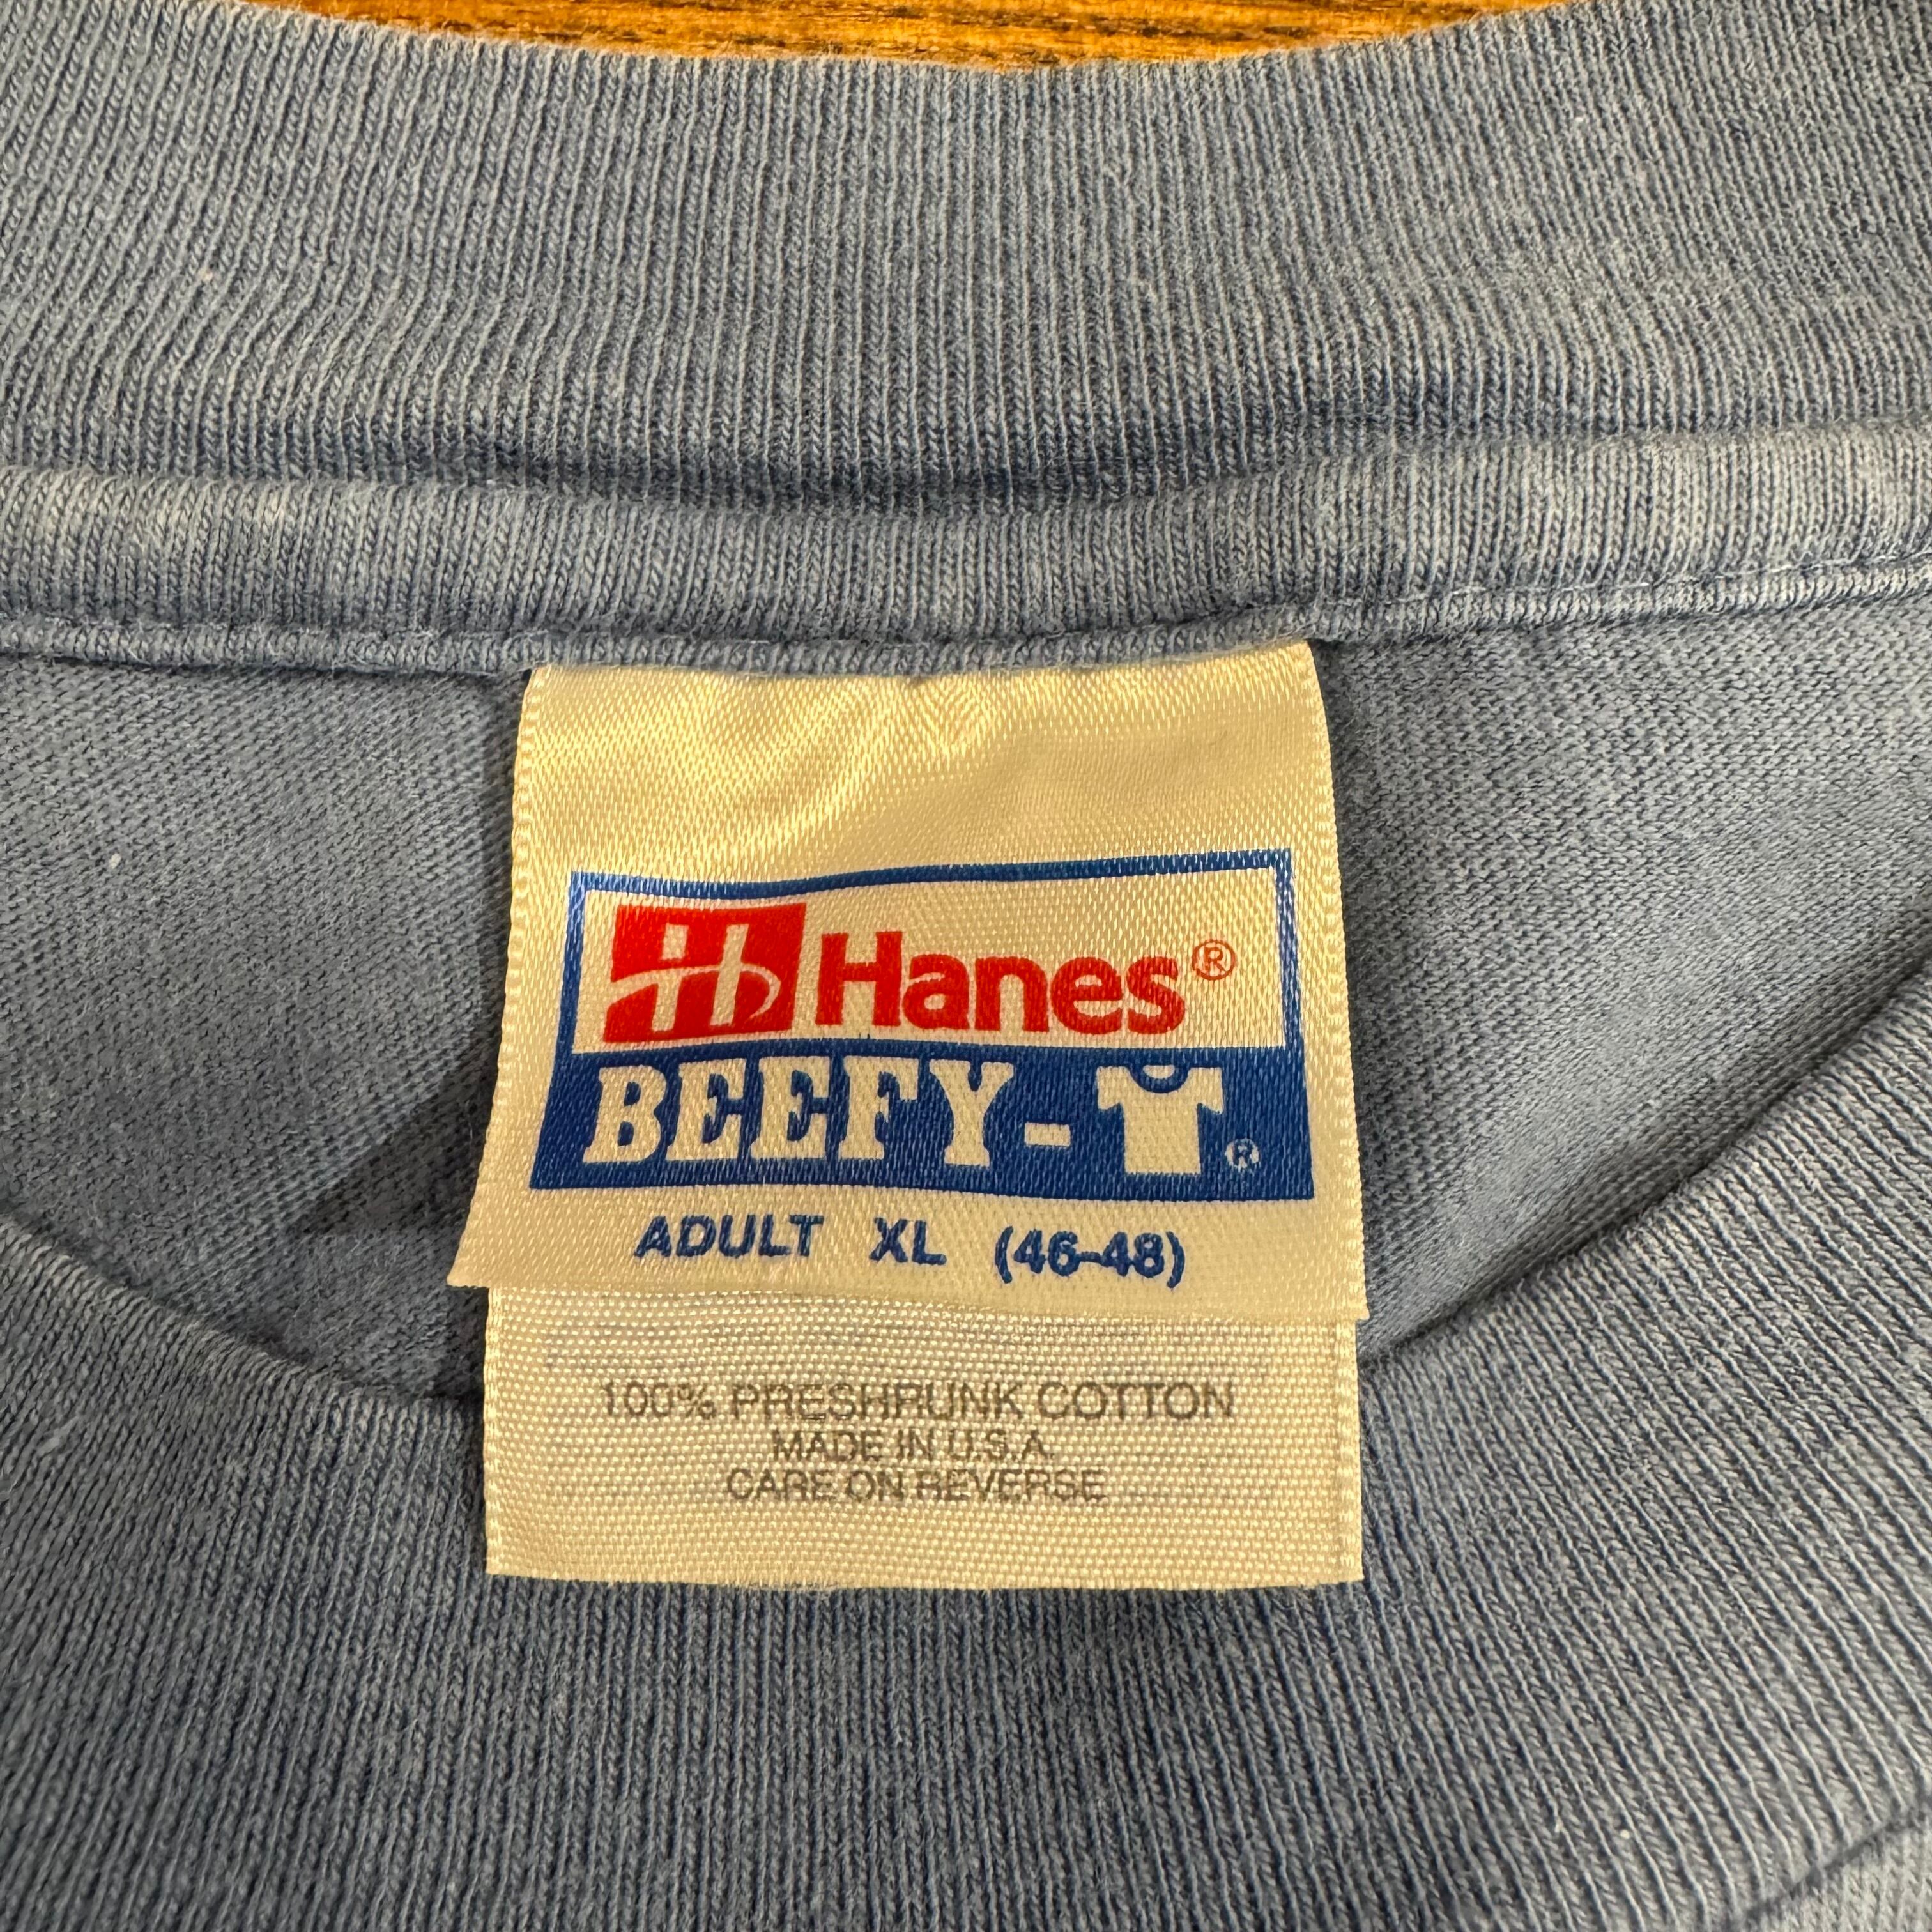 Hanes®
BEEFY-T®
ADULT XL (46-48)
100% PRESHRUNK COTTON
MADE IN U.S.A.
CARE ON REVERSE